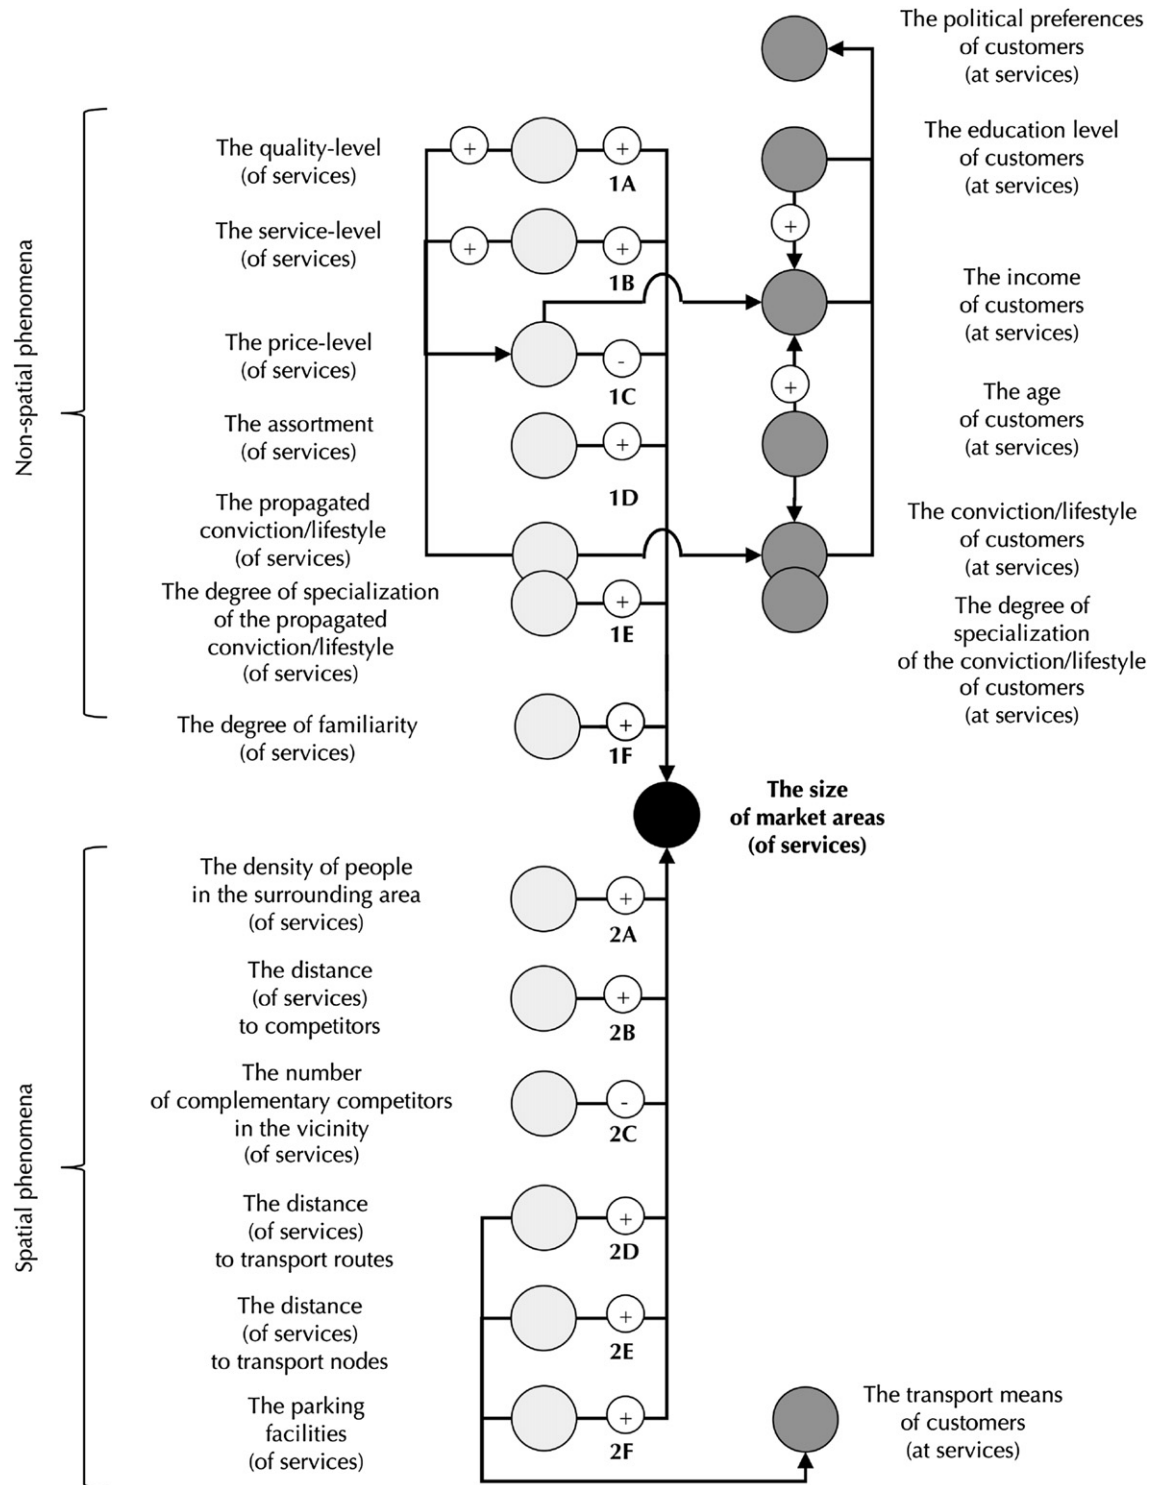 The political preferences
of customers
(at services)
Non-spatial phenomena
The quality-level
(of services)
+
+
1A
The education level
of customers
(at services)
+
The service-level
(of services)
+
+
1B
The income
of customers
(at services)
The price-level
(of services)
-
1C
+
The age
of customers
(at services)
The assortment
(of services)
+
1D
The propagated
conviction/lifestyle
(of services)
The conviction/lifestyle
of customers
(at services)
The degree of specialization
of the propagated
conviction/lifestyle
(of services)
+
1E
The degree of
specialization
of the conviction/lifestyle
of customers
(at services)
The degree of familiarity
(of services)
+
1F
The size
of market areas
(of services)
Spatial phenomena
The density of people
in the surrounding area
(of services)
+
2A
The distance
(of services)
to competitors
+
2B
The number
of complementary competitors
in the vicinity
(of services)
-
2C
The distance
(of services)
to transport routes
+
2D
The distance
(of services)
to transport nodes
+
2E
The parking
facilities
(of services)
+
2F
The transport means
of customers
(at services)